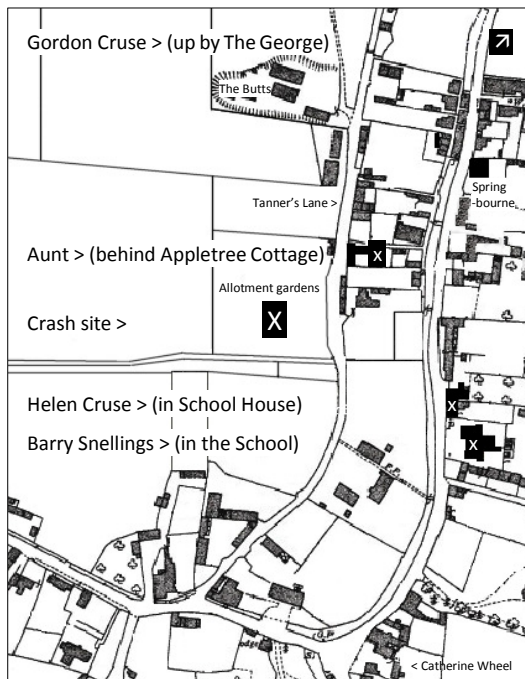 Gordon Cruse > (up by The George)
The Butts
Spring
-bourne
Tanner's Lane >
Aunt > (behind Appletree Cottage)
X
Allotment gardens
X
Crash site >
Helen Cruse > (in School House)
X
Barry Snellings > (in the School)
X
F.P.
< Catherine Wheel